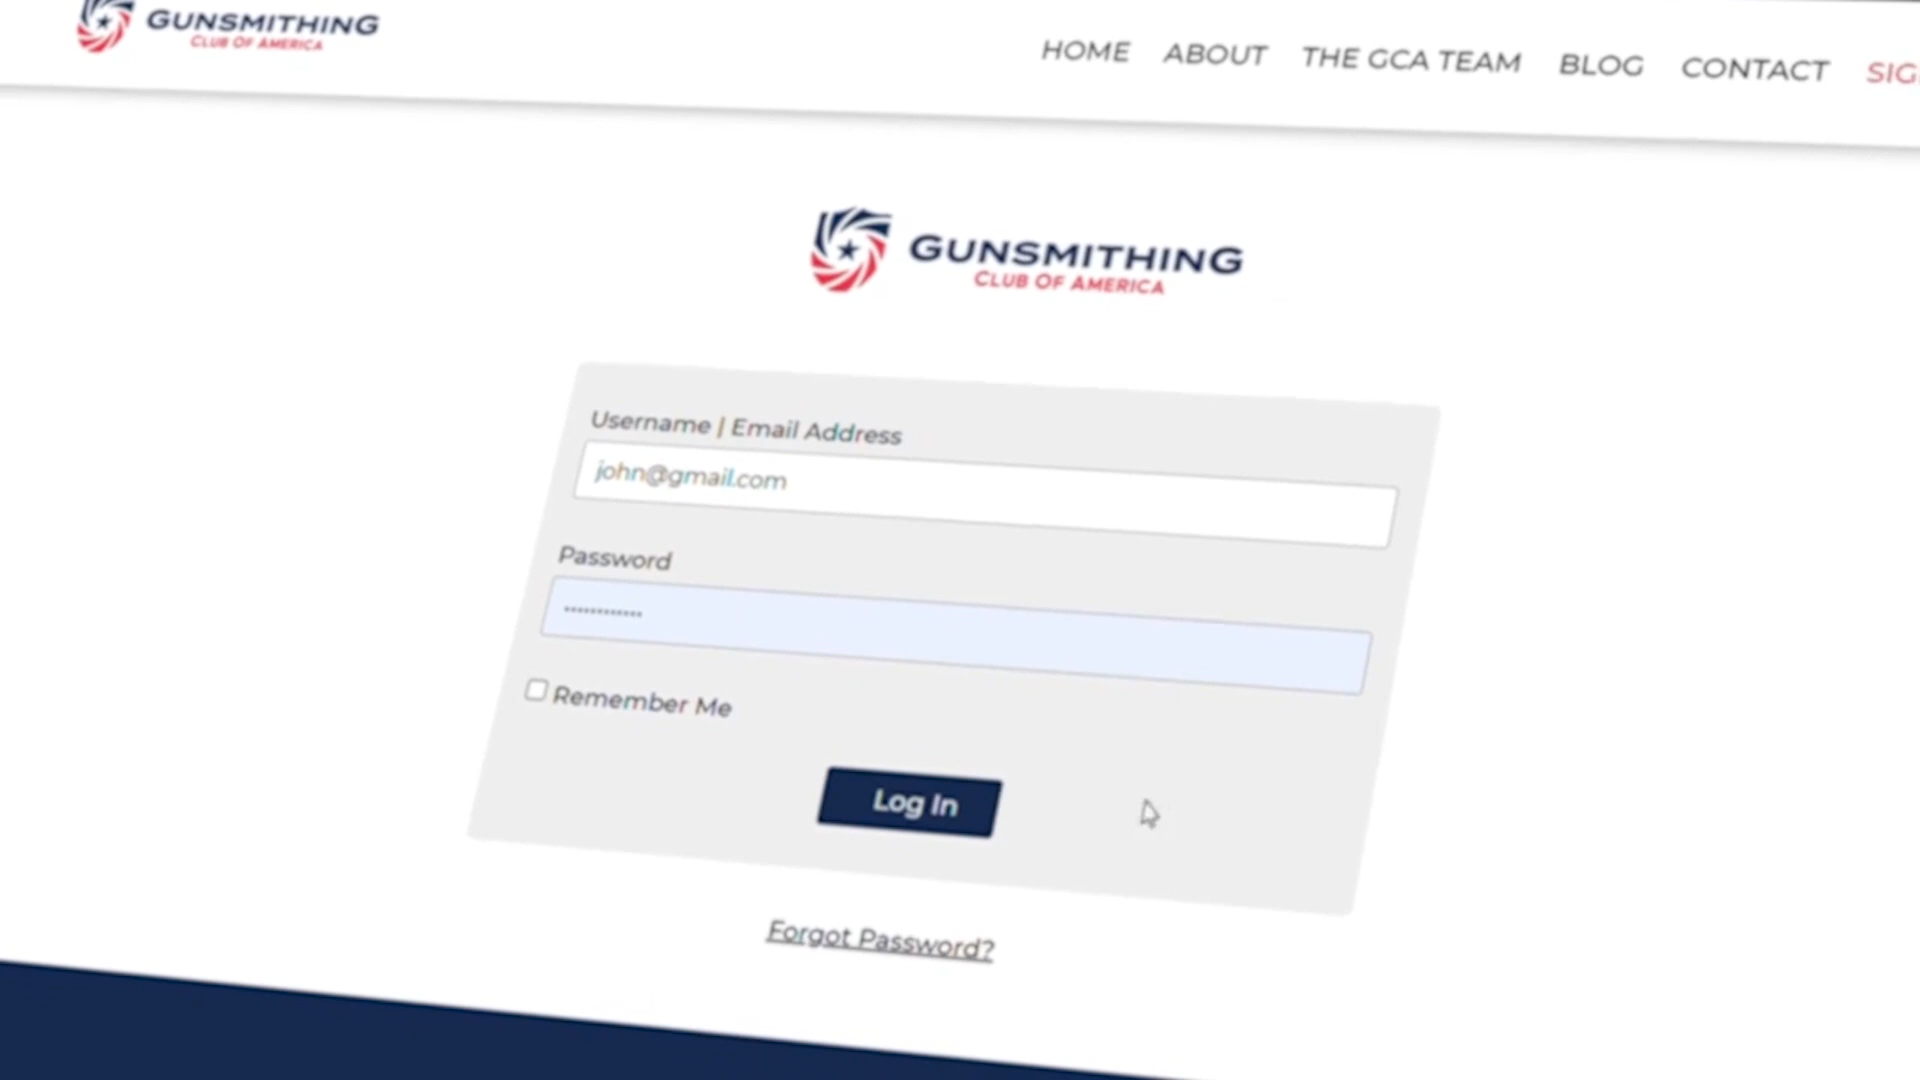 GUNSMITHING
CLUB OF AMERICA
HOME ABOUT THE GCA TEAM BLOG CONTACT
GUNSMITHING
CLUB OF AMERICA
Username | Email Address
john@gmail.com
Password
••••••••••••
Remember Me
Log In
Forgot Password?